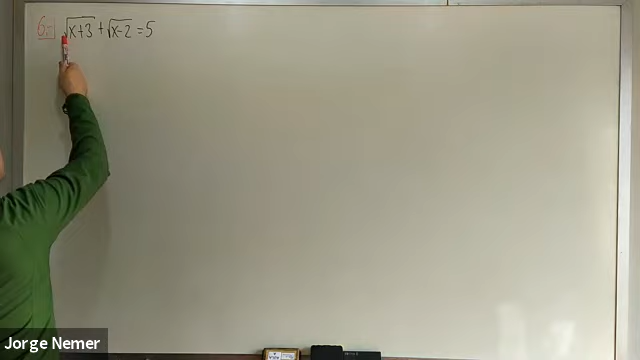 6.- √x+3 + √x-2 = 5
Jorge Nemer